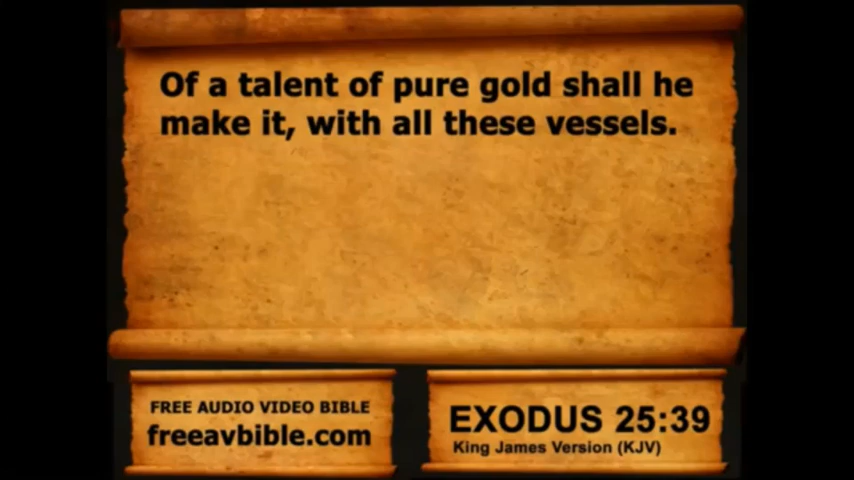 Of a talent of pure gold shall he
make it, with all these vessels.
FREE AUDIO VIDEO BIBLE
freeavbible.com
EXODUS 25:39
King James Version (KJV)